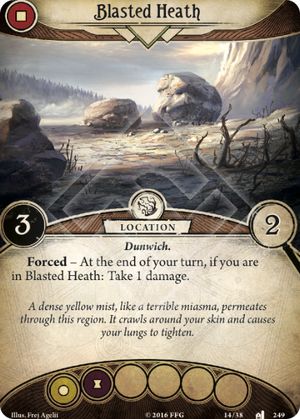 Blasted Heath
3
LOCATION
2
Dunwich.
Forced – At the end of your turn, if you are
in Blasted Heath: Take 1 damage.
A dense yellow mist, like a terrible miasma, permeates
through this region. It crawls around your skin and causes
your lungs to tighten.
Illus. Frej Agelii © 2016 FFG 14/38 249